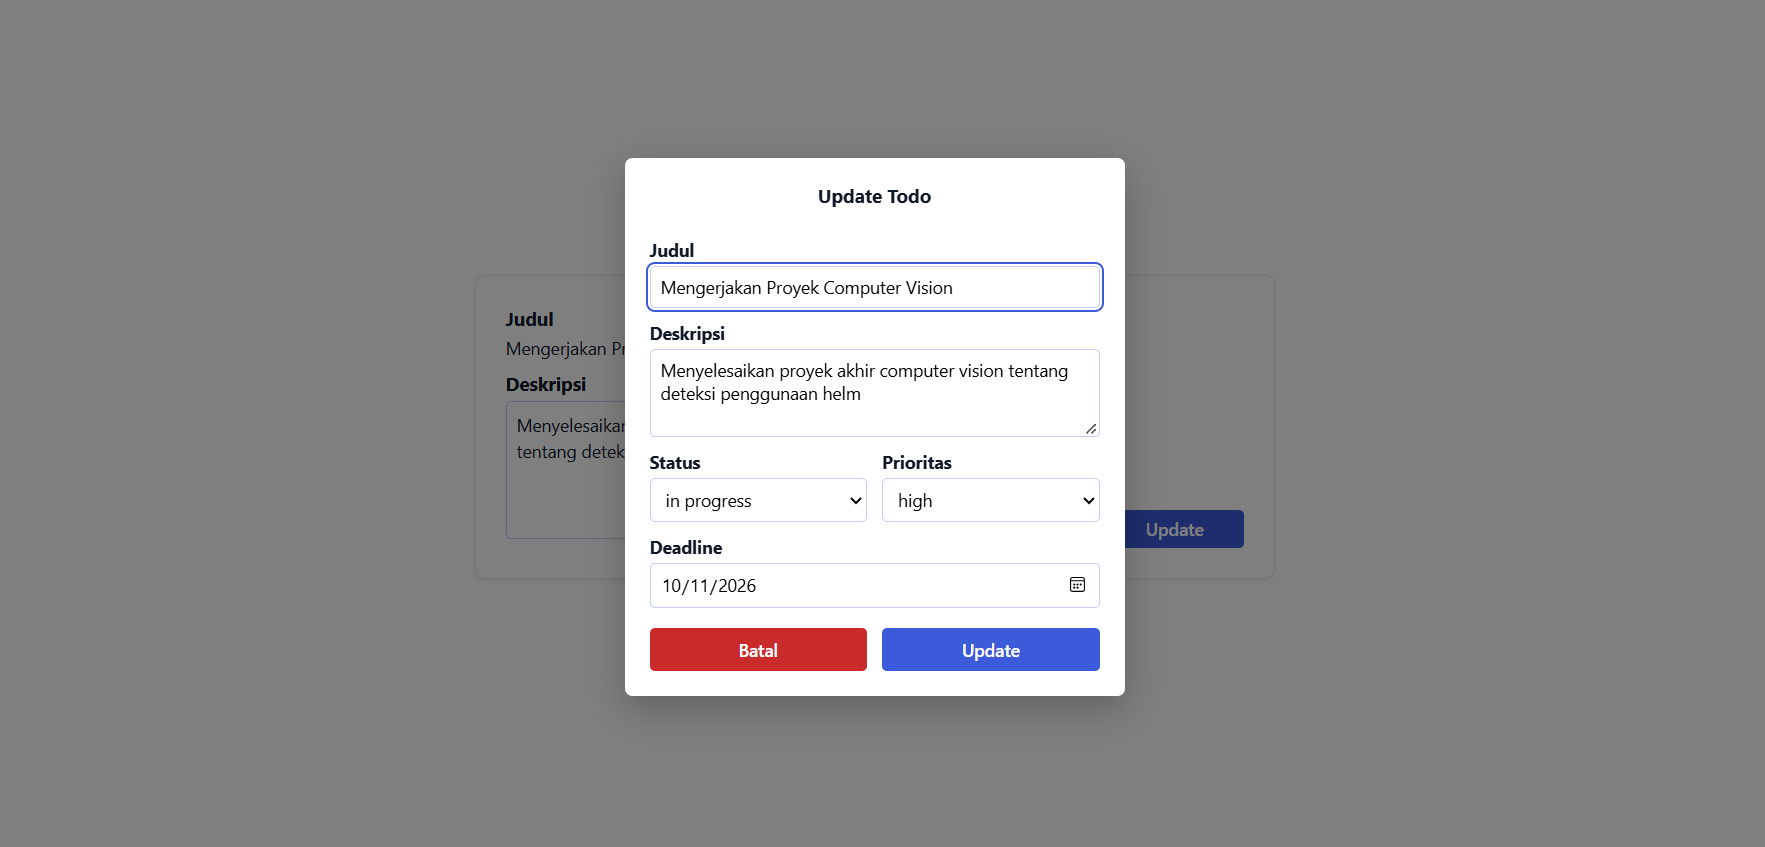 Update Todo
Judul
Mengerjakan Proyek Computer Vision
Deskripsi
Menyelesaikan proyek akhir computer vision tentang
deteksi penggunaan helm
Status Prioritas
in progress high
Deadline
10/11/2026
Batal Update
Judul
Mengerjakan
Deskripsi
tentang
Update